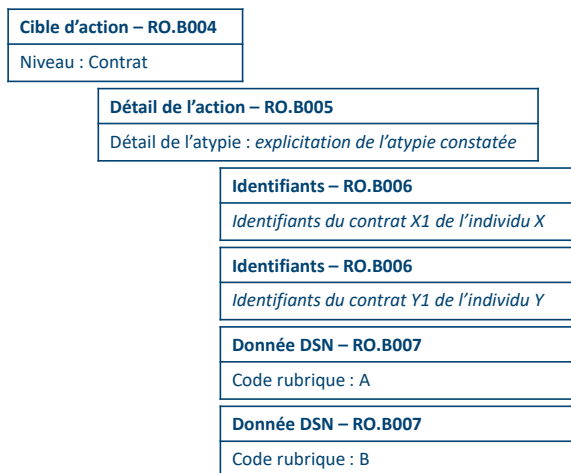 Cible d’action – RO.B004
Niveau : Contrat
Détail de l’action – RO.B005
Détail de l’atypie : explicitation de l’atypie constatée
Identifiants – RO.B006
Identifiants du contrat X1 de l’individu X
Identifiants – RO.B006
Identifiants du contrat Y1 de l’individu Y
Donnée DSN – RO.B007
Code rubrique : A
Donnée DSN – RO.B007
Code rubrique : B